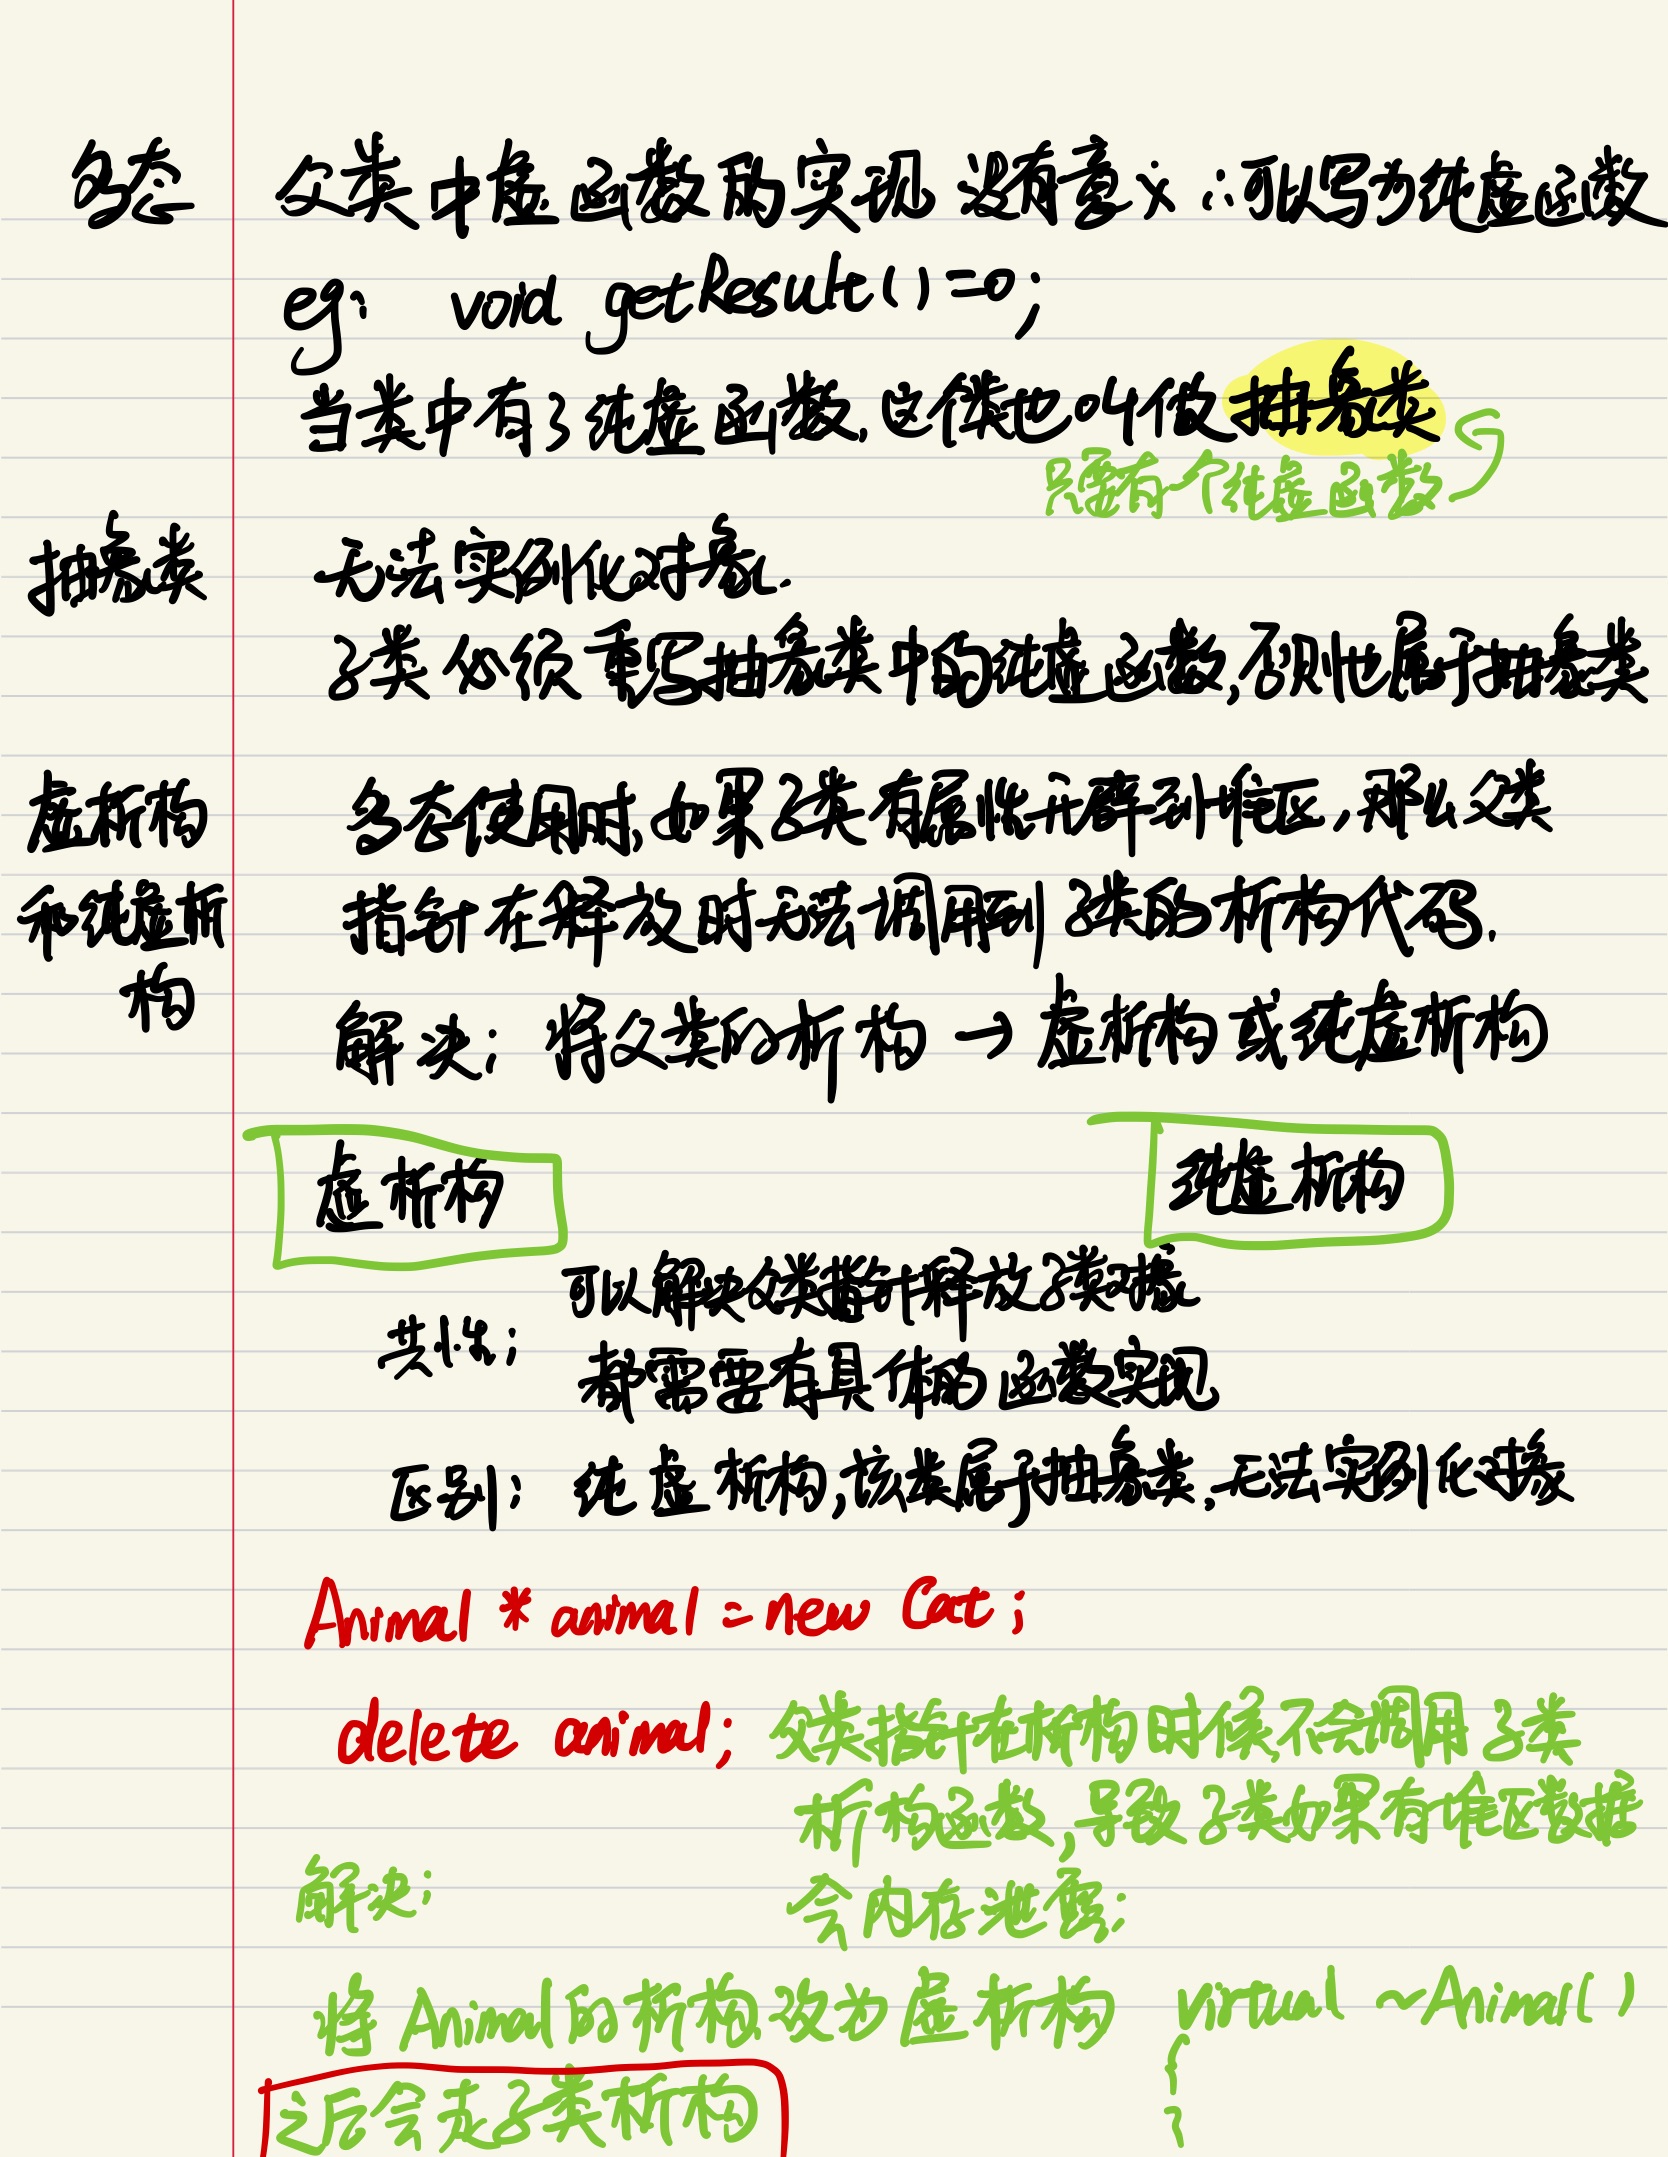 多态 父类中虚函数的实现 没有意义 ∴可以写为纯虚函数
eg: void getResult()=0;
当类中有了纯虚函数,这个类也叫做抽象类
只要有一个纯虚函数
抽象类 无法实例化对象.
子类必须重写抽象类中的纯虚函数,否则也属于抽象类
虚析构 多态使用时,如果子类有属性开辟到堆区,那么父类
和纯虚析 指针在释放时无法调用到子类的析构代码.
构
解决: 将父类的析构 → 虚析构或纯虚析构
虚析构 纯虚析构
可以解决父类指针释放子类对象
共性:
都需要有具体的函数实现
区别: 纯虚析构,该类属于抽象类,无法实例化对象
Animal * animal = new Cat;
delete animal; 父类指针在析构时候,不会调用子类
析构函数,导致子类如果有堆区数据
解决: 会内存泄露:
将Animal的析构改为虚析构 virtual ~Animal()
{
之后会走子类析构
}